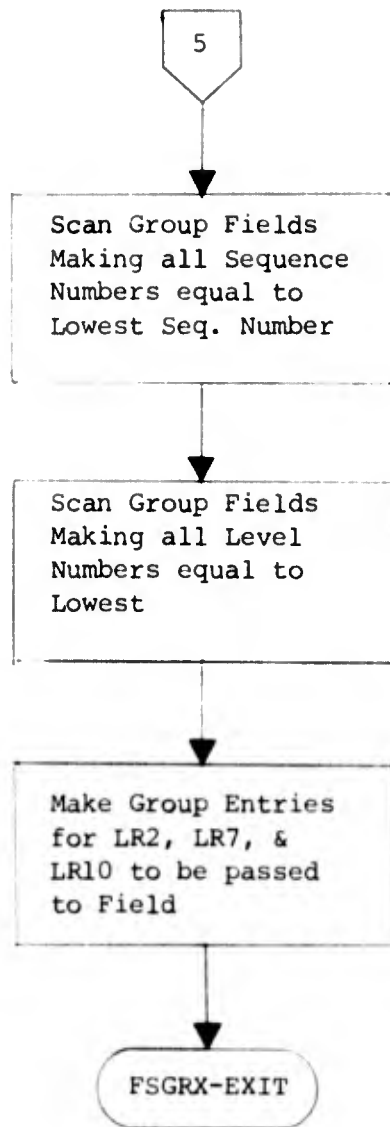 5
Scan Group Fields
Making all Sequence
Numbers equal to
Lowest Seq. Number
Scan Group Fields
Making all Level
Numbers equal to
Lowest
Make Group Entries
for LR2, LR7, &
LR10 to be passed
to Field
FSGRX-EXIT